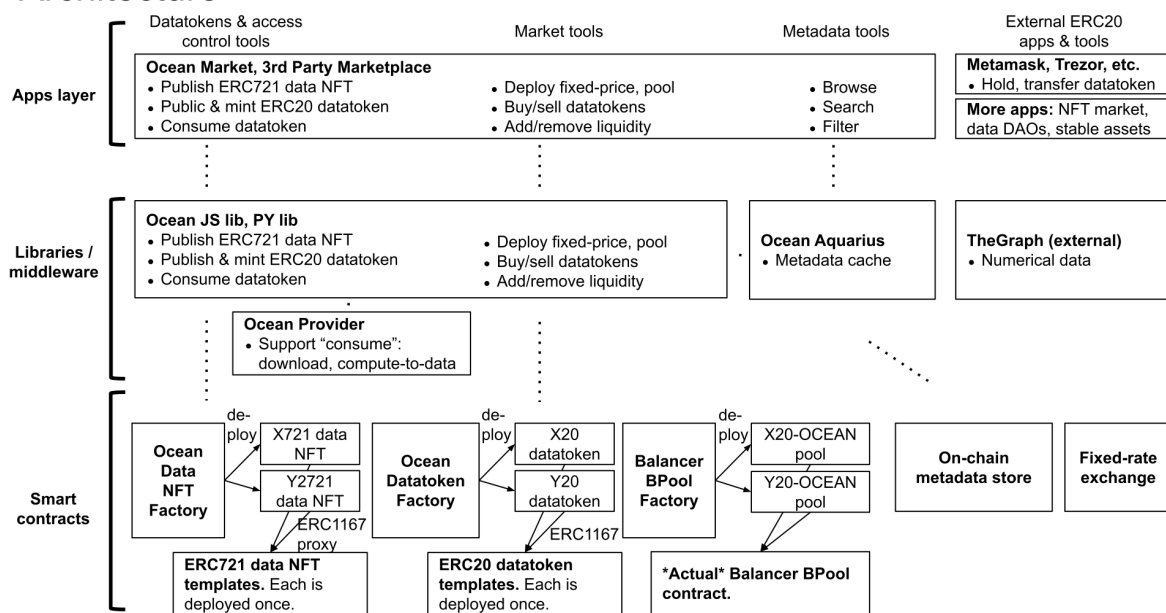 Datatokens & access
control tools
Market tools
Metadata tools
External ERC20
apps & tools
Apps layer
Ocean Market, 3rd Party Marketplace
• Publish ERC721 data NFT
• Public & mint ERC20 datatoken
• Consume datatoken
• Deploy fixed-price, pool
• Buy/sell datatokens
• Add/remove liquidity
• Browse
• Search
• Filter
Metamask, Trezor, etc.
• Hold, transfer datatoken
More apps: NFT market,
data DAOs, stable assets
Libraries /
middleware
Ocean JS lib, PY lib
• Publish ERC721 data NFT
• Publish & mint ERC20 datatoken
• Consume datatoken
• Deploy fixed-price, pool
• Buy/sell datatokens
• Add/remove liquidity
Ocean Aquarius
• Metadata cache
TheGraph (external)
• Numerical data
Ocean Provider
• Support “consume”:
download, compute-to-data
Smart
contracts
Ocean
Data
NFT
Factory
de-
ploy
X721 data
NFT
Y2721
data NFT
ERC1167
proxy
ERC721 data NFT
templates. Each is
deployed once.
Ocean
Datatoken
Factory
de-
ploy
X20
datatoken
Y20
datatoken
ERC1167
ERC20 datatoken
templates. Each is
deployed once.
Balancer
BPool
Factory
de-
ploy
X20-OCEAN
pool
Y20-OCEAN
pool
*Actual* Balancer BPool
contract.
On-chain
metadata store
Fixed-rate
exchange